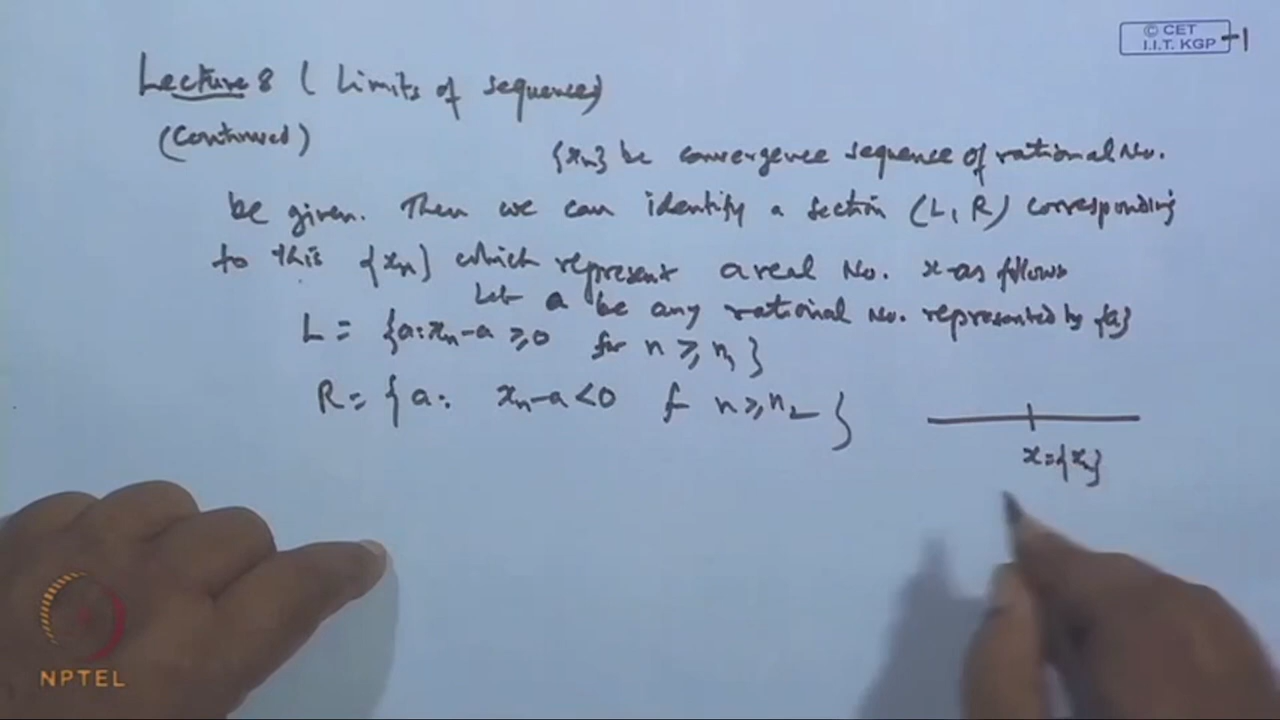 © CET
I.I.T. KGP -1
Lecture 8 ( Limits of sequences)
(Continued)
{xn} be convergence sequence of rational No.
be given. Then we can identify a section (L, R) corresponding
to this {xn} which represent a real No. x as follows
Let a be any rational no. represented by {a}
L = {a: xn-a ≥ 0 for n ≥ n1}
R = {a: xn-a < 0 f n ≥ n2}
x = {xn}
NPTEL